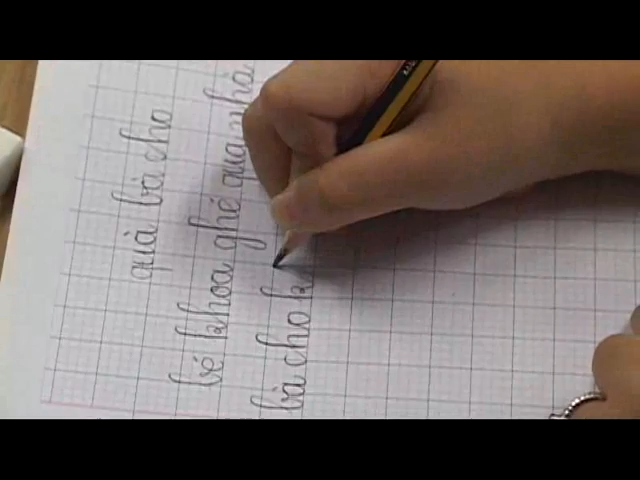 quà bà cho
bé khoa ghé qua nhà
bà cho k